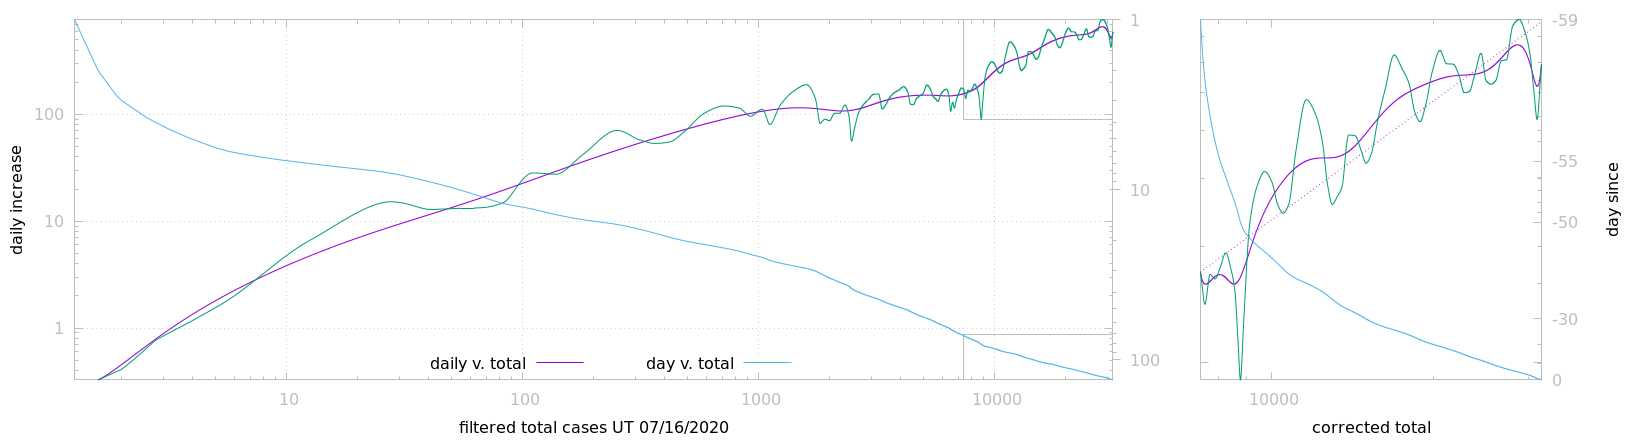 daily increase
100
10
1
daily v. total
day v. total
10
100
1000
10000
filtered total cases UT 07/16/2020
1
10
100
10000
corrected total
-59
-55
-50
-30
0
day since